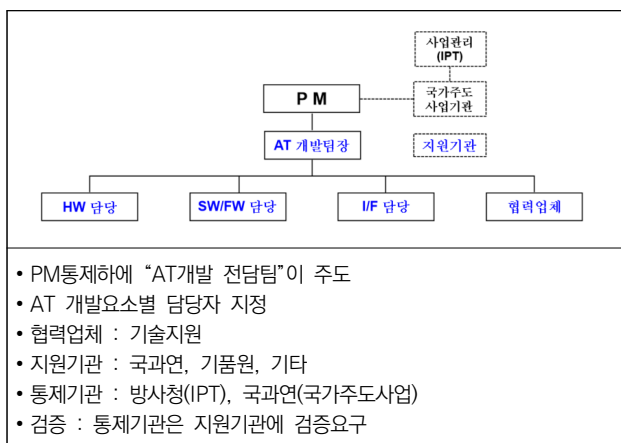 사업관리
(IPT)
P M
국가주도
사업기관
AT 개발팀장
지원기관
HW 담당
SW/FW 담당
I/F 담당
협력업체
• PM통제하에 “AT개발 전담팀”이 주도
• AT 개발요소별 담당자 지정
• 협력업체 : 기술지원
• 지원기관 : 국과연, 기품원, 기타
• 통제기관 : 방사청(IPT), 국과연(국가주도사업)
• 검증 : 통제기관은 지원기관에 검증요구